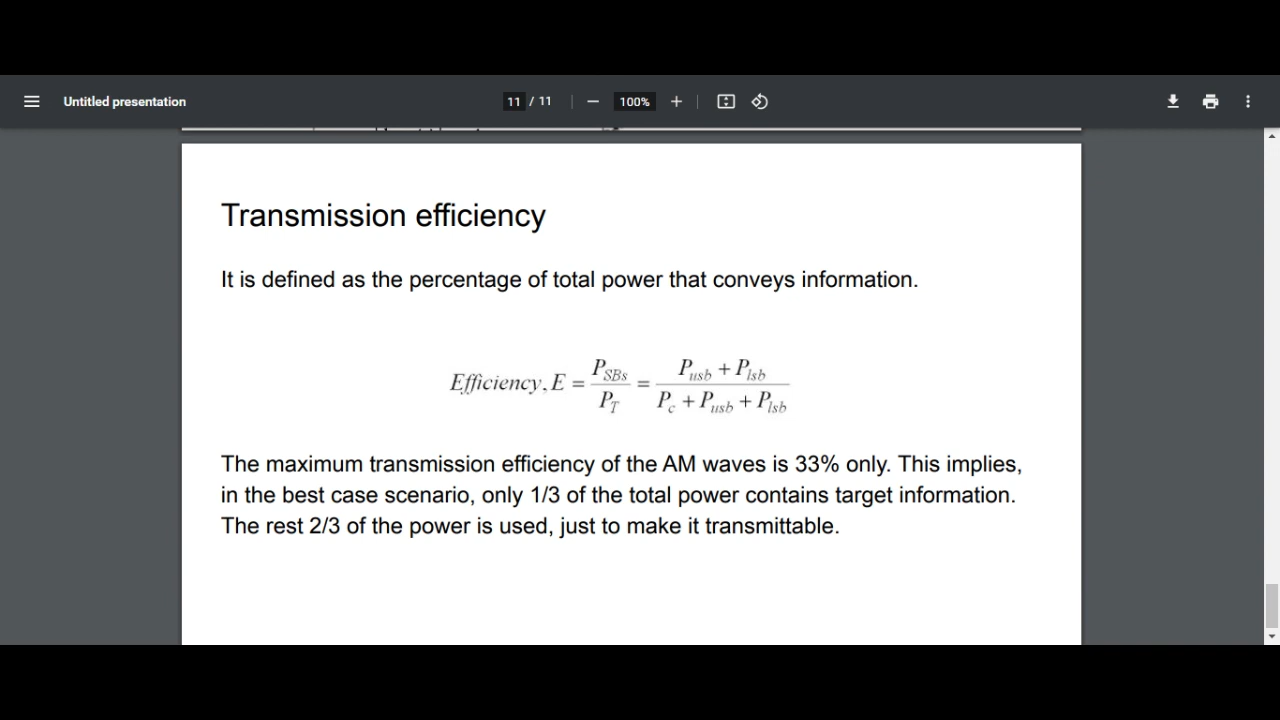 Untitled presentation
11 / 11
100%
Transmission efficiency
It is defined as the percentage of total power that conveys information.
Efficiency, E = P_SBs / P_T = (P_usb + P_lsb) / (P_c + P_usb + P_lsb)
The maximum transmission efficiency of the AM waves is 33% only. This implies,
in the best case scenario, only 1/3 of the total power contains target information.
The rest 2/3 of the power is used, just to make it transmittable.